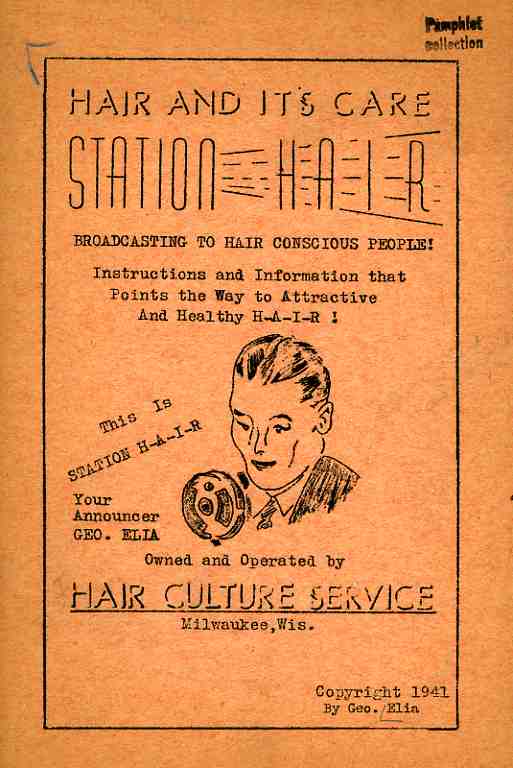 Pamphlet
collection
HAIR AND IT'S CARE
STATION H-A-I-R
BROADCASTING TO HAIR CONSCIOUS PEOPLE!
Instructions and Information that
Points the Way to Attractive
And Healthy H-A-I-R !
This Is
STATION H-A-I-R
Your
Announcer
GEO. ELIA
Owned and Operated by
HAIR CULTURE SERVICE
Milwaukee,Wis.
Copyright 1941
By Geo. Elia